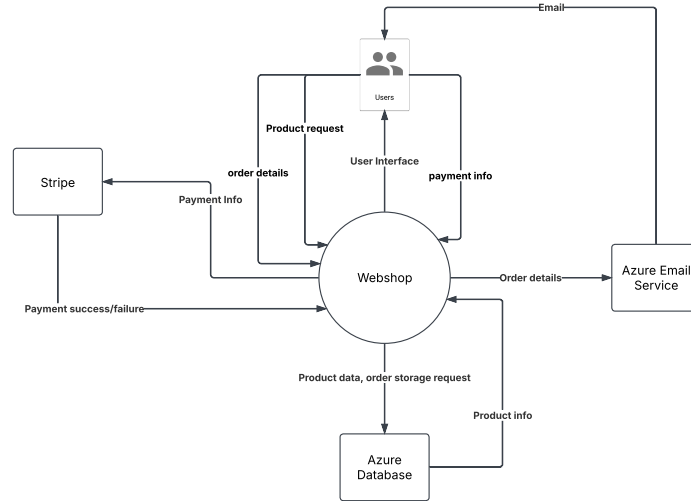 Email
Users
Product request
User Interface
order details
payment info
Stripe
Payment Info
Webshop
Order details
Azure Email
Service
Payment success/failure
Product data, order storage request
Product info
Azure
Database